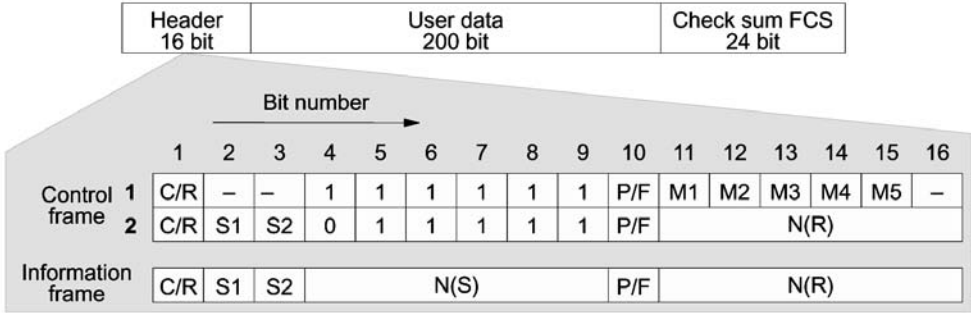 Header User data Check sum FCS
16 bit 200 bit 24 bit
Bit number
1 2 3 4 5 6 7 8 9 10 11 12 13 14 15 16
Control 1 C/R – – 1 1 1 1 1 1 P/F M1 M2 M3 M4 M5 –
frame 2 C/R S1 S2 0 1 1 1 1 1 P/F N(R)
Information
frame C/R S1 S2 N(S) P/F N(R)